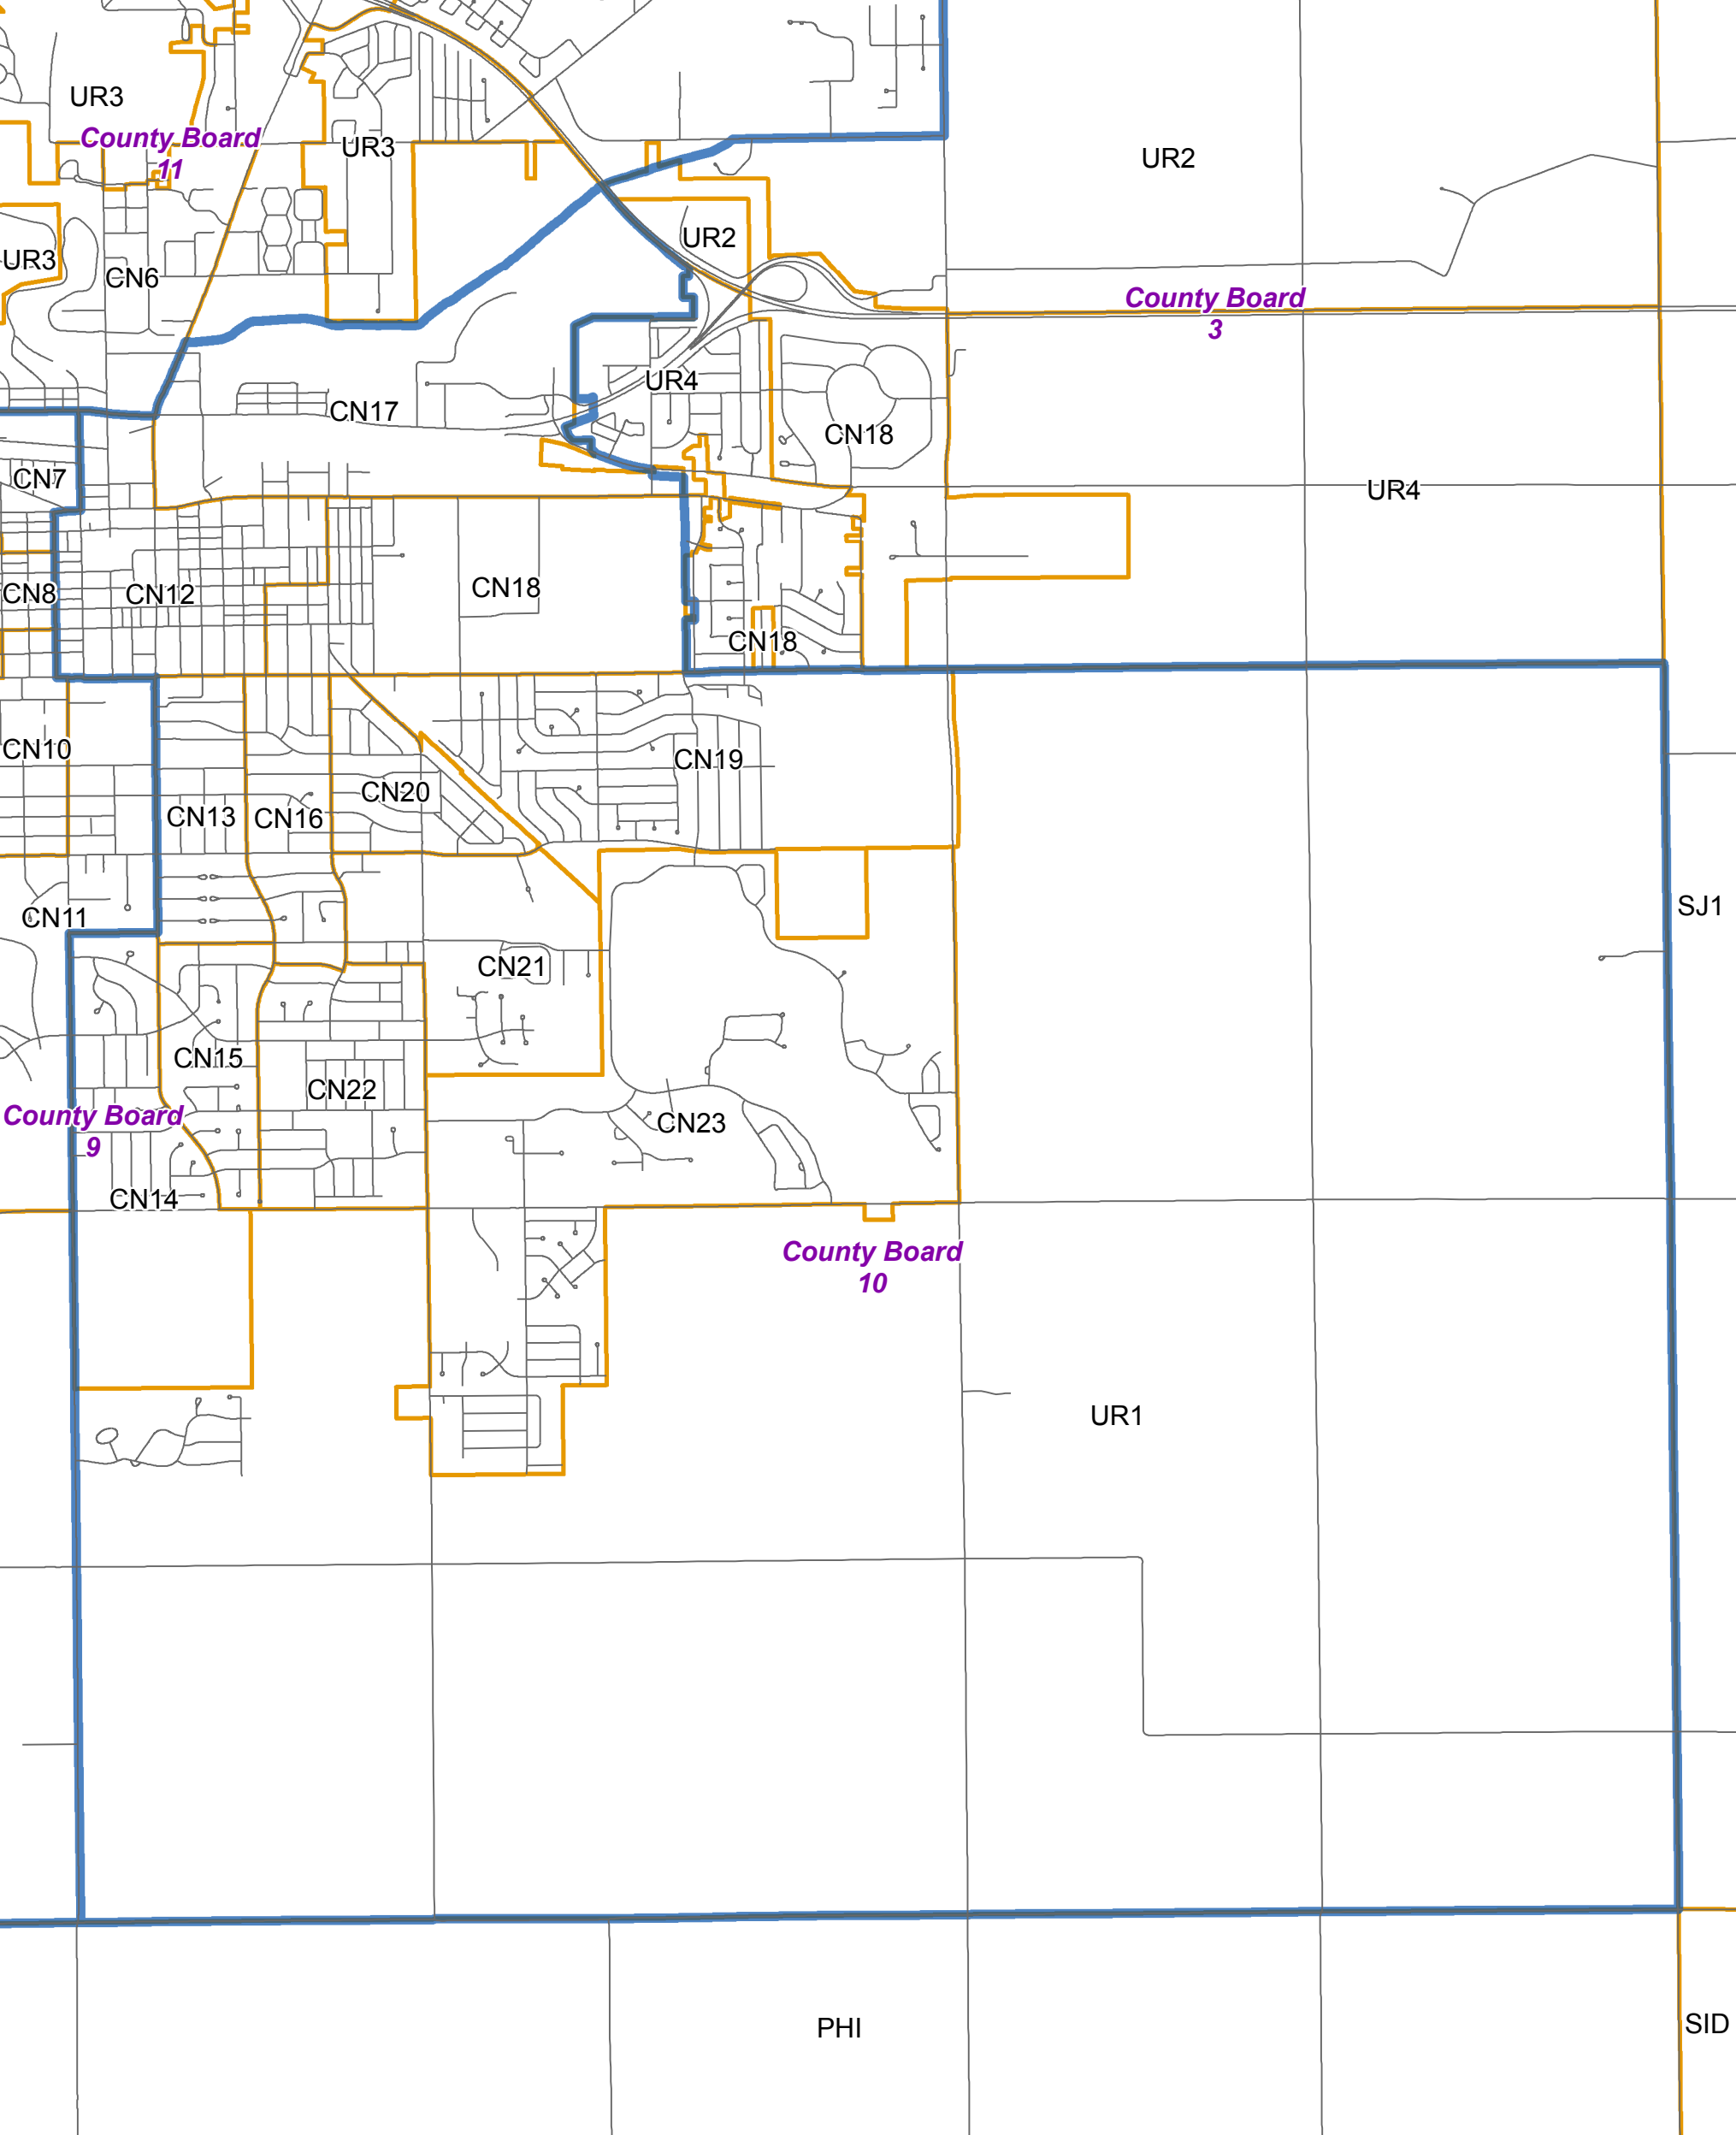 UR3
County Board
11
UR3
UR2
UR3
CN6
UR2
County Board
3
UR4
CN17
CN18
CN7
UR4
CN8
CN12
CN18
CN18
CN10
CN19
CN20
CN13
CN16
CN11
SJ1
CN21
CN15
CN22
County Board
9
CN23
CN14
County Board
10
UR1
PHI
SID